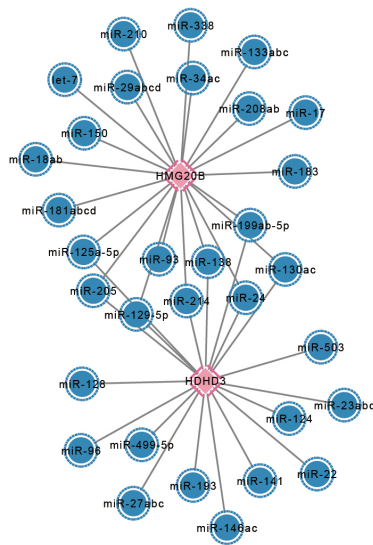 miR-338
miR-210
miR-133abc
let-7
miR-29abcd
miR-34ac
miR-208ab
miR-17
miR-150
miR-18ab
miR-183
HMG20B
miR-181abcd
miR-199ab-5p
miR-125a-5p
miR-93
miR-138
miR-130ac
miR-205
miR-214
miR-24
miR-129-5p
miR-503
HDHD3
miR-128
miR-23abc
miR-124
miR-499-5p
miR-96
miR-22
miR-141
miR-193
miR-27abc
miR-146ac